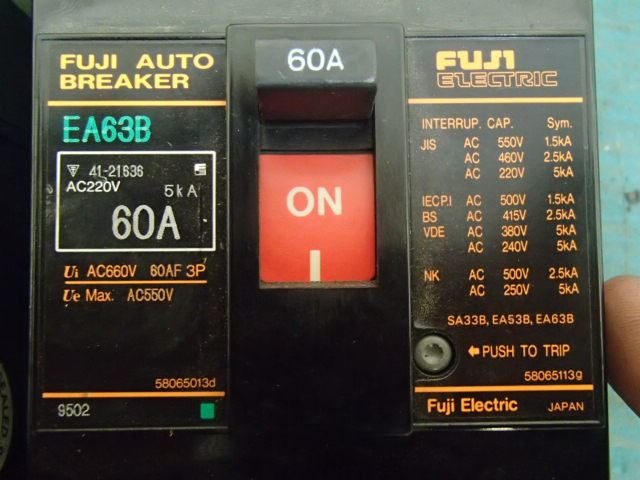 FUJI AUTO
BREAKER
EA63B
41-21636
AC220V 5kA
60A
Ui AC660V 60AF 3P
Ue Max. AC550V
58065013d
9502
60A
ON
FUJI
ELECTRIC
INTERRUP. CAP. Sym.
JIS AC 550V 1.5kA
AC 460V 2.5kA
AC 220V 5kA
IECP.I AC 500V 1.5kA
BS AC 415V 2.5kA
VDE AC 380V 5kA
AC 240V 5kA
NK AC 500V 2.5kA
AC 250V 5kA
SA33B, EA53B, EA63B
PUSH TO TRIP
58065113g
Fuji Electric JAPAN